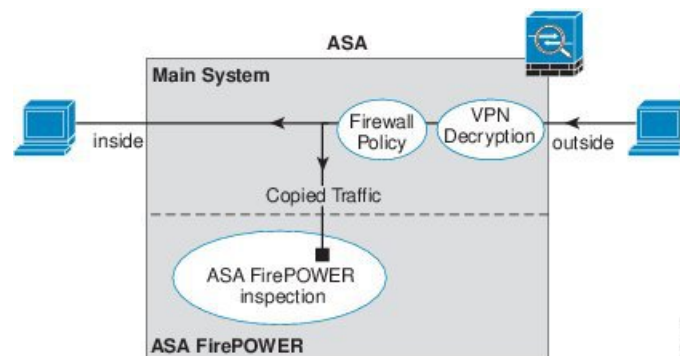 ASA
Main System
inside
Firewall
Policy
VPN
Decryption
outside
Copied Traffic
ASA FirePOWER
inspection
ASA FirePOWER